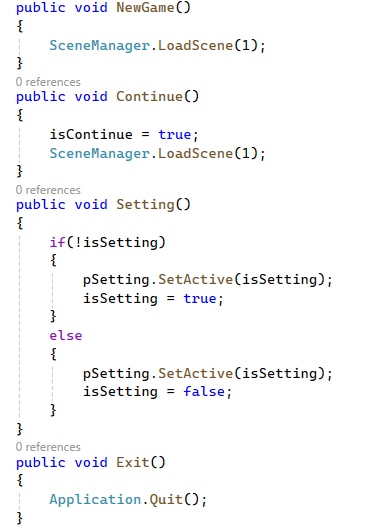 public void NewGame()
{
    SceneManager.LoadScene(1);
}
0 references
public void Continue()
{
    isContinue = true;
    SceneManager.LoadScene(1);
}
0 references
public void Setting()
{
    if(!isSetting)
    {
        pSetting.SetActive(isSetting);
        isSetting = true;
    }
    else
    {
        pSetting.SetActive(isSetting);
        isSetting = false;
    }
}
0 references
public void Exit()
{
    Application.Quit();
}